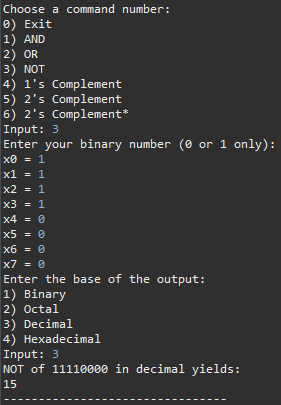 Choose a command number:
0) Exit
1) AND
2) OR
3) NOT
4) 1's Complement
5) 2's Complement
6) 2's Complement*
Input: 3
Enter your binary number (0 or 1 only):
x0 = 1
x1 = 1
x2 = 1
x3 = 1
x4 = 0
x5 = 0
x6 = 0
x7 = 0
Enter the base of the output:
1) Binary
2) Octal
3) Decimal
4) Hexadecimal
Input: 3
NOT of 11110000 in decimal yields:
15
--------------------------------